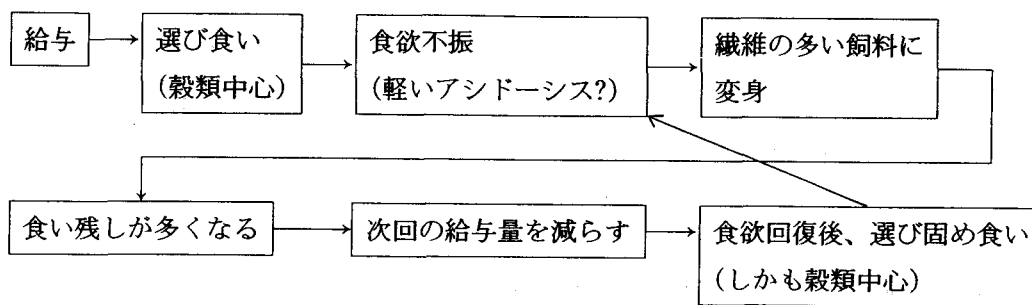 給与
選び食い
(穀類中心)
食欲不振
(軽いアシドーシス?)
繊維の多い飼料に
変身
食い残しが多くなる
次回の給与量を減らす
食欲回復後、選び固め食い
(しかも穀類中心)